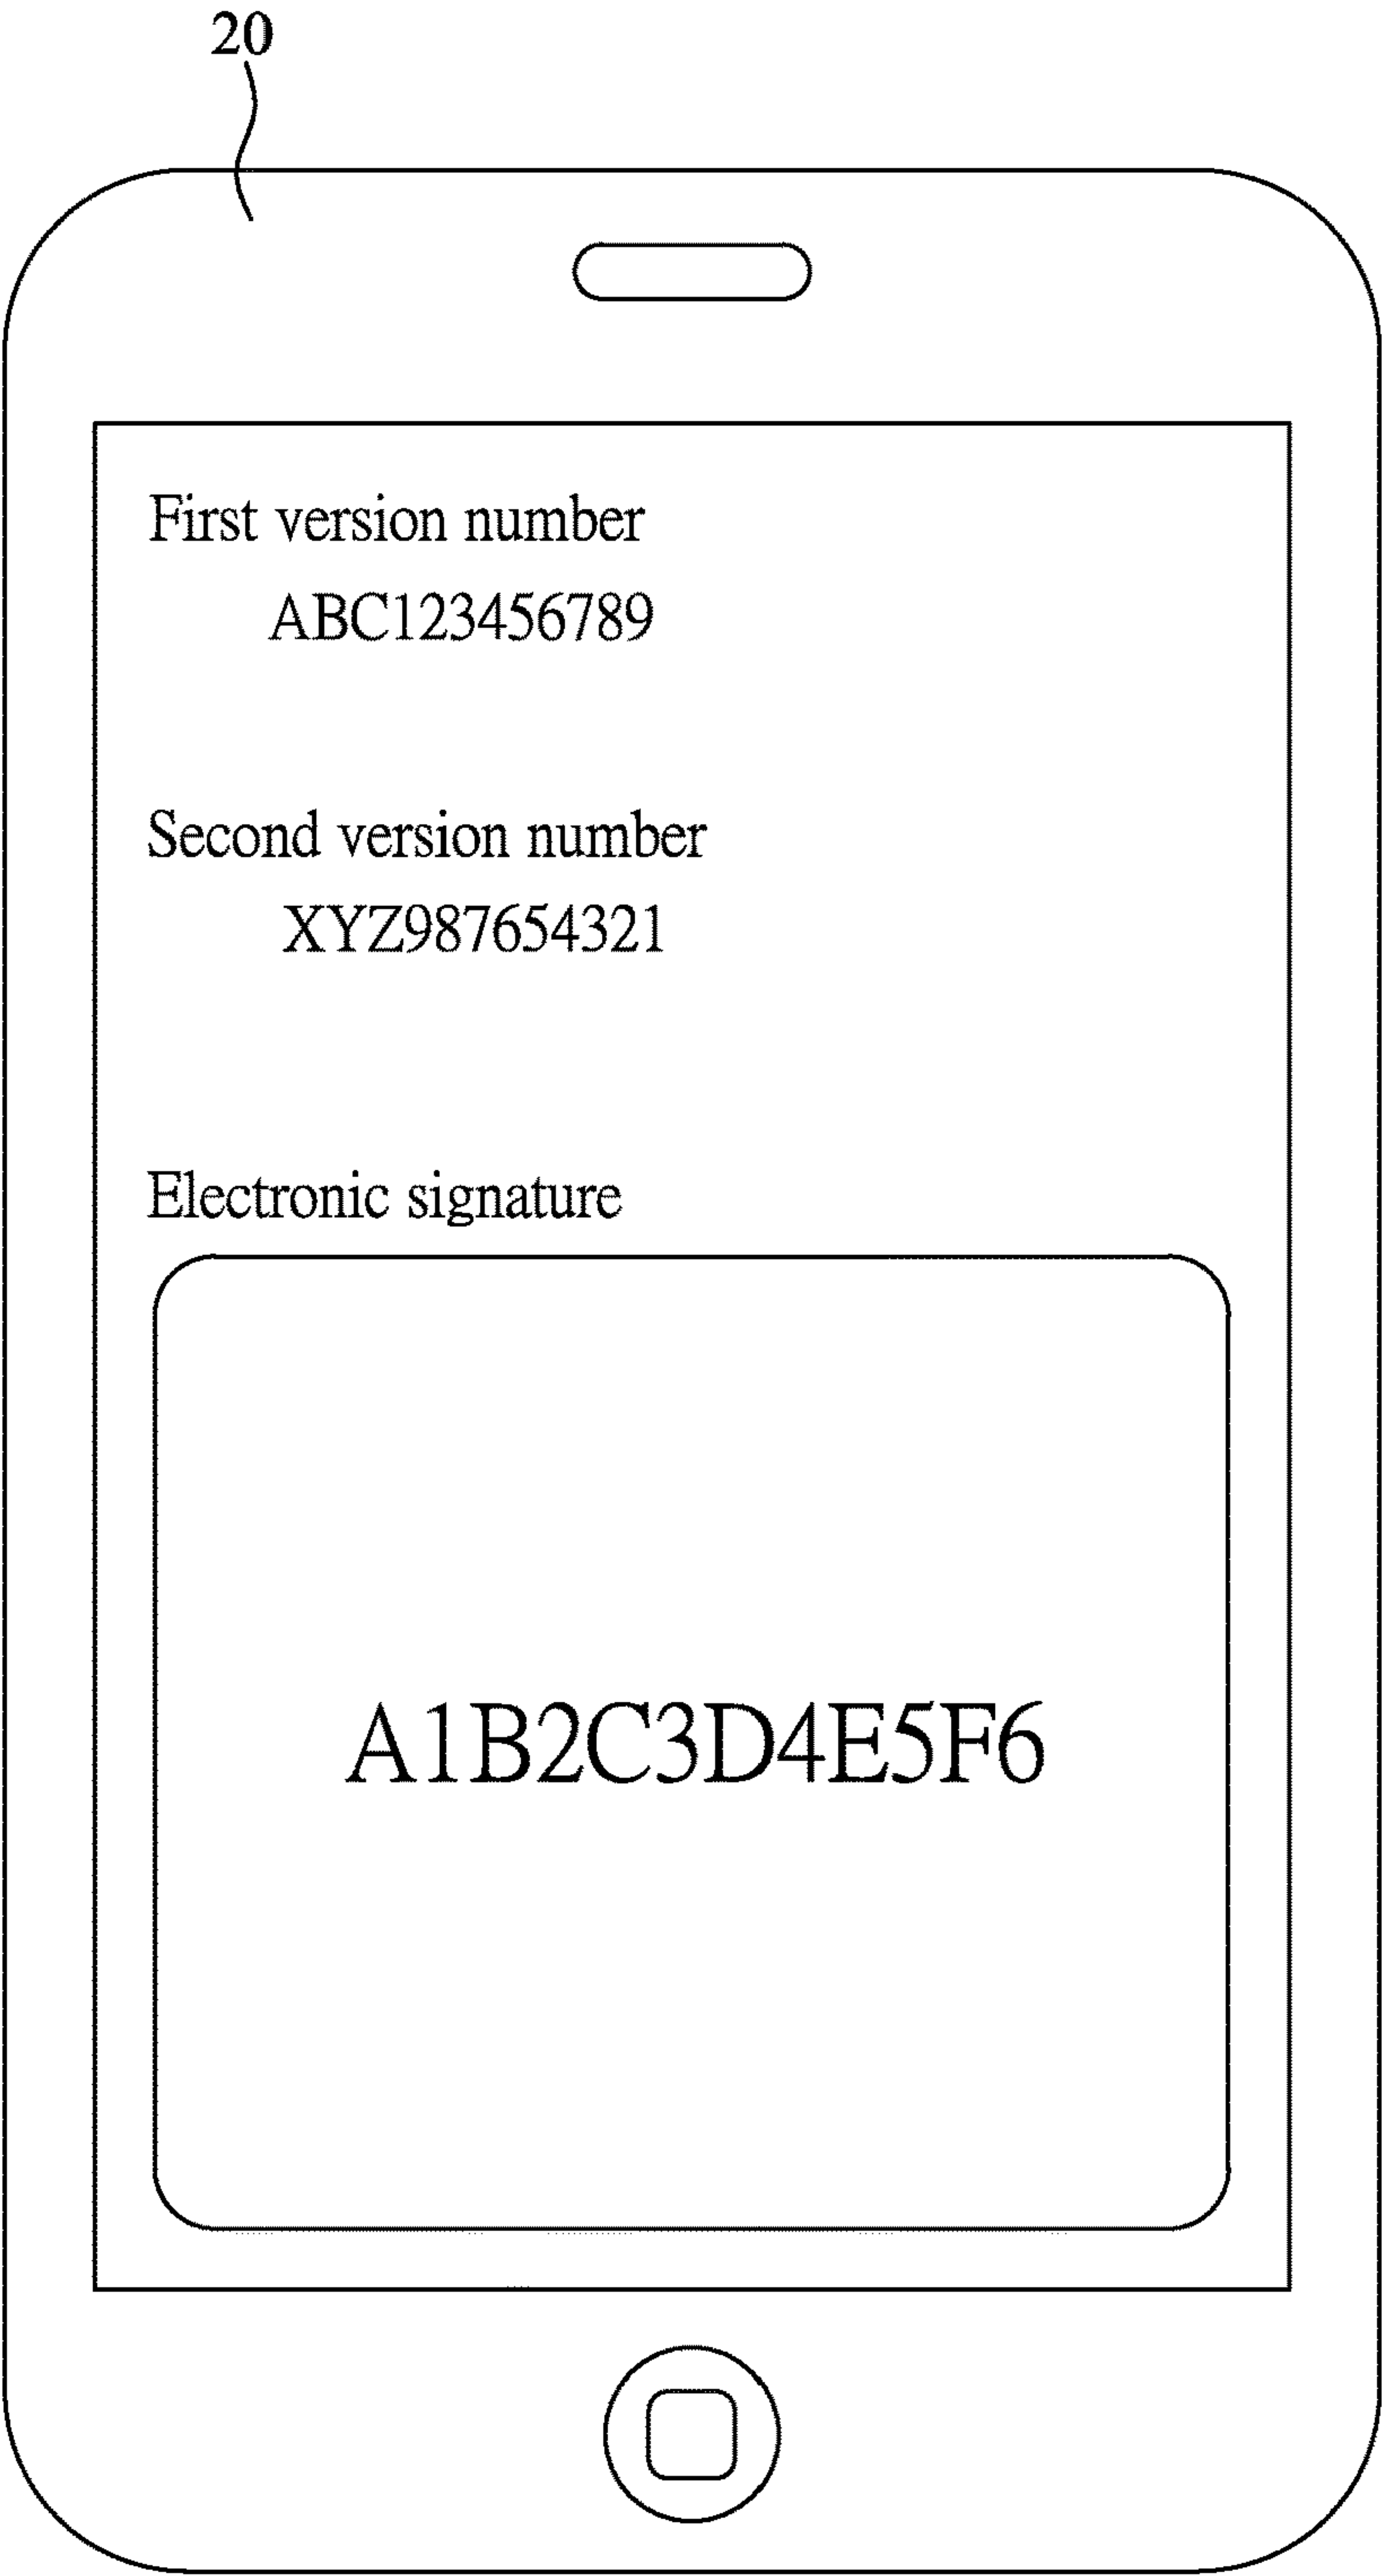 20
First version number
ABC123456789
Second version number
XYZ987654321
Electronic signature
A1B2C3D4E5F6